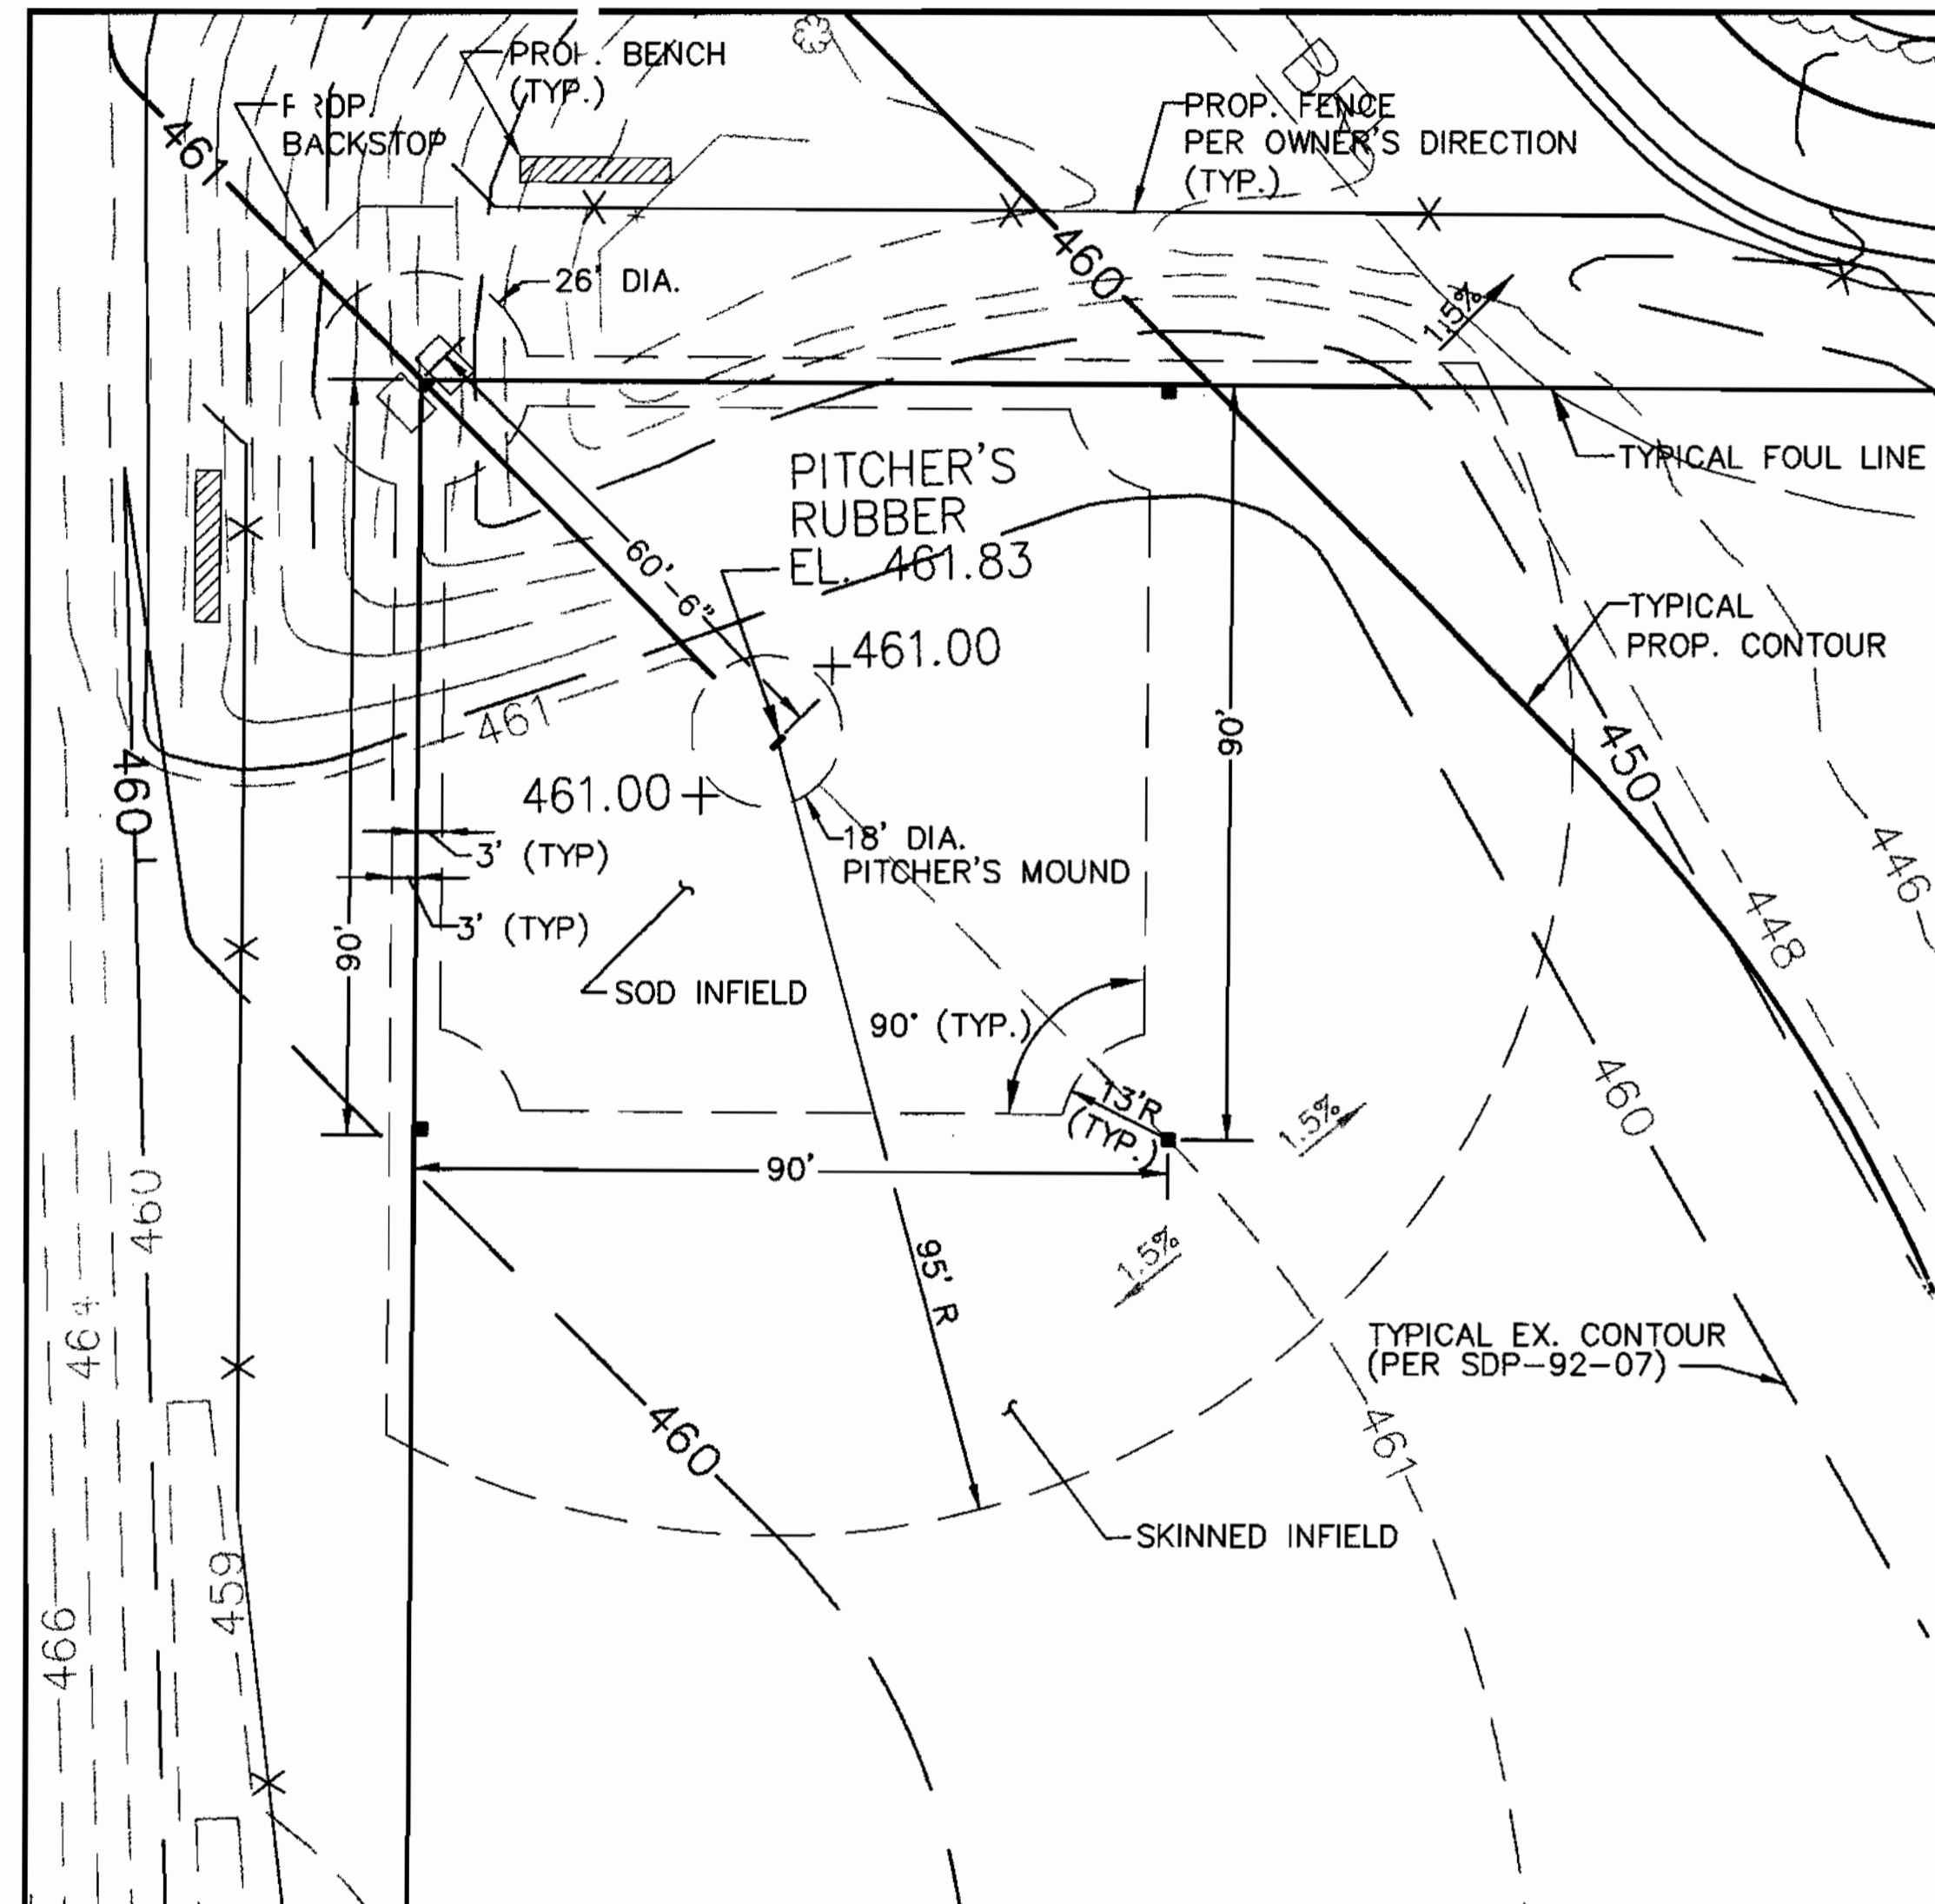 PROP. BENCH
(TYP.)
PROP.
BACKSTOP
461
PROP. FENCE
PER OWNER'S DIRECTION
(TYP.)
460
26' DIA.
1.5%
TYPICAL FOUL LINE
PITCHER'S
RUBBER
EL. 461.83
60'-6"
461.00
TYPICAL
PROP. CONTOUR
461
90'
450
460
461.00
18' DIA.
PITCHER'S MOUND
3' (TYP)
3' (TYP)
446
448
90'
SOD INFIELD
90° (TYP.)
460
13'R
(TYP.)
1.5%
90'
460
1.5%
95' R
464
TYPICAL EX. CONTOUR
(PER SDP-92-07)
460
461
SKINNED INFIELD
459
466